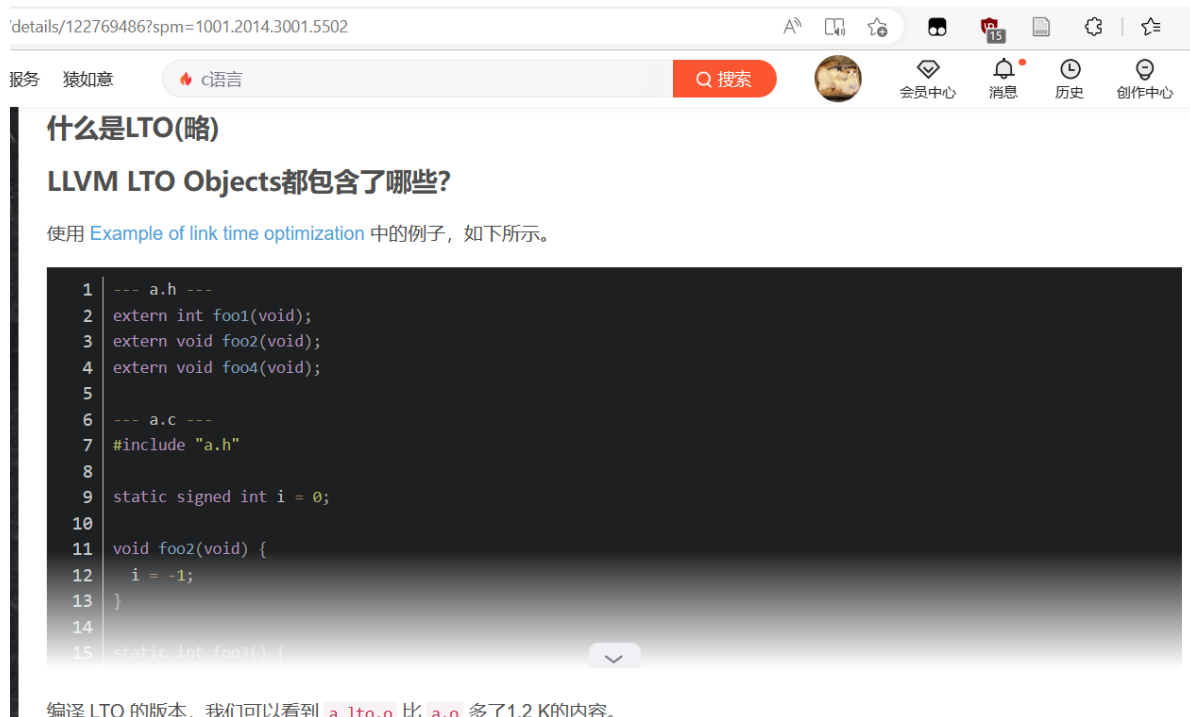 /details/122769486?spm=1001.2014.3001.5502
15
服务 猿如意 c语言 搜索 会员中心 消息 历史 创作中心
什么是LTO(略)
LLVM LTO Objects都包含了哪些?
使用 Example of link time optimization 中的例子，如下所示。
1 --- a.h ---
2 extern int foo1(void);
3 extern void foo2(void);
4 extern void foo4(void);
5
6 --- a.c ---
7 #include "a.h"
8
9 static signed int i = 0;
10
11 void foo2(void) {
12 i = -1;
13 }
14
15 static int foo3() {
编译 LTO 的版本，我们可以看到 a.lto.o 比 a.o 多了1.2 K的内容。